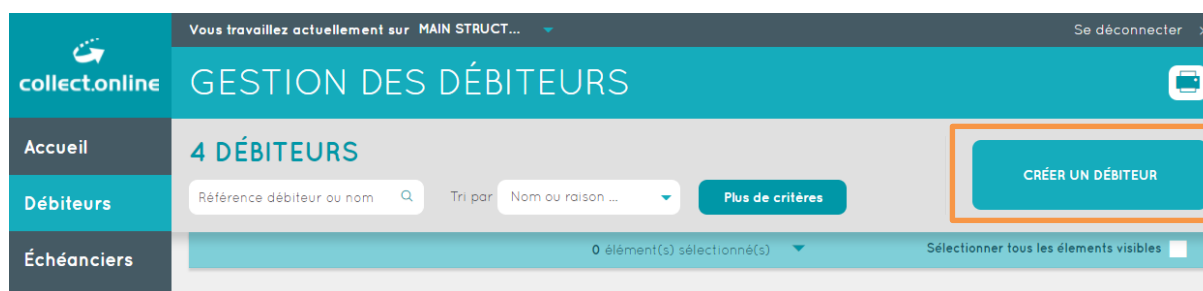 Vous travaillez actuellement sur MAIN STRUCT...
Se déconnecter
collect.online
GESTION DES DÉBITEURS
Accueil
4 DÉBITEURS
CRÉER UN DÉBITEUR
Débiteurs
Référence débiteur ou nom
Tri par
Nom ou raison ...
Plus de critères
Échéanciers
0 élément(s) sélectionné(s)
Sélectionner tous les élements visibles